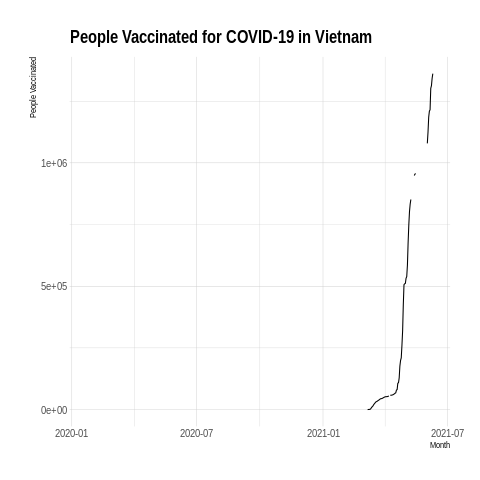 People Vaccinated for COVID-19 in Vietnam
People Vaccinated
1e+06
5e+05
0e+00
2020-01
2020-07
2021-01
2021-07
Month